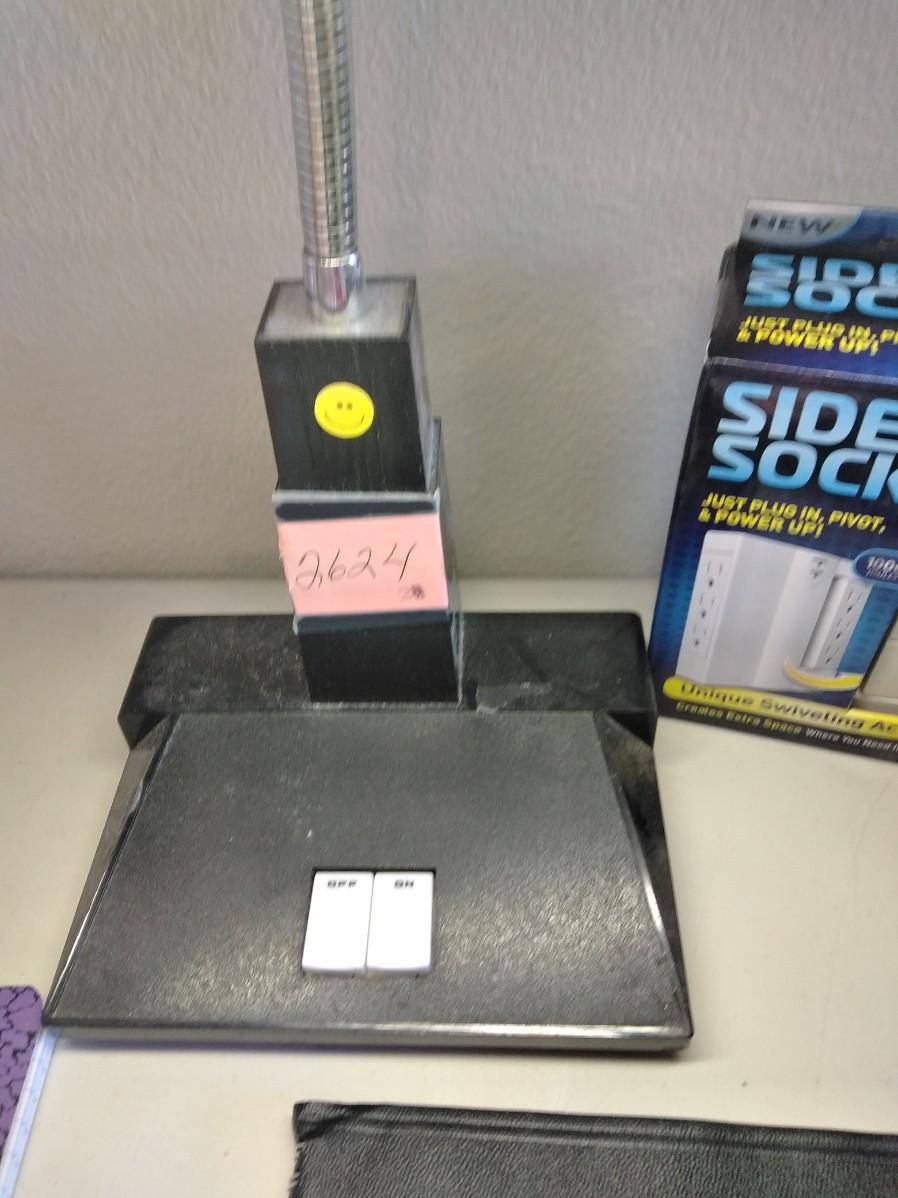 2624
OFF ON
NEW
SIDE
SOC
JUST PLUG IN, PI
& POWER UP!
SIDE
SOCK
JUST PLUG IN, PIVOT,
& POWER UP!
Unique Swiveling Ac
Creates Extra Space Where You Need